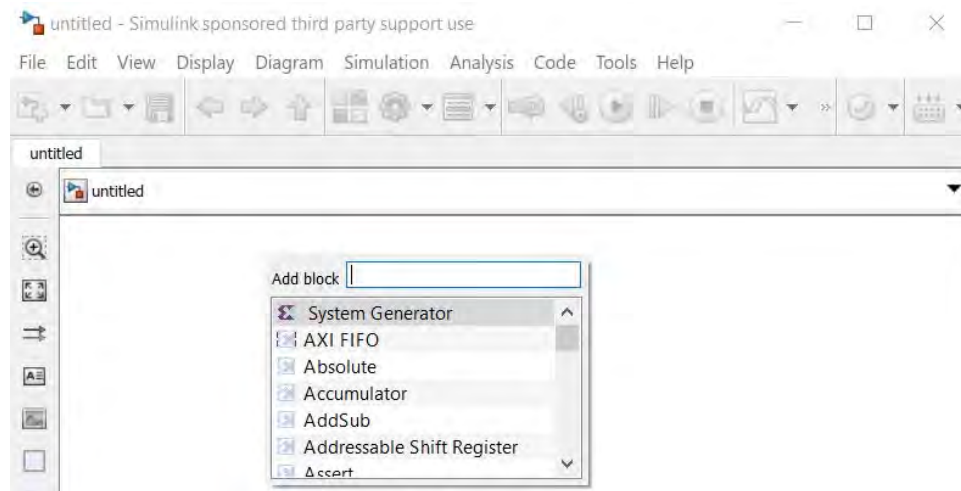 untitled - Simulink sponsored third party support use
File Edit View Display Diagram Simulation Analysis Code Tools Help
untitled
untitled
Add block
System Generator
AXI FIFO
Absolute
Accumulator
AddSub
Addressable Shift Register
Assert